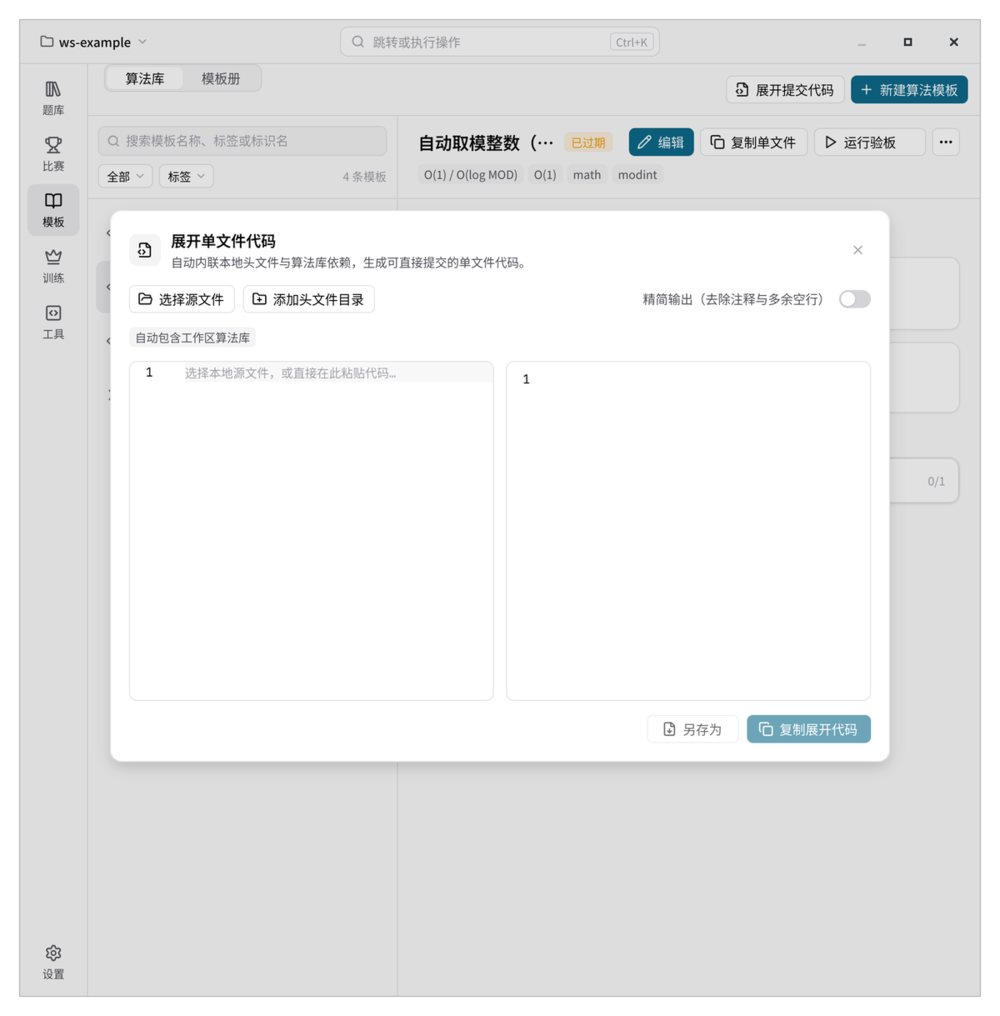 ws-example
跳转或执行操作
Ctrl+K
算法库
模板册
展开提交代码
新建算法模板
题库
比赛
模板
训练
工具
设置
搜索模板名称、标签或标识名
全部
标签
4 条模板
自动取模整数（…
已过期
编辑
复制单文件
运行验板
O(1) / O(log MOD)
O(1)
math
modint
展开单文件代码
自动内联本地头文件与算法库依赖，生成可直接提交的单文件代码。
选择源文件
添加头文件目录
精简输出（去除注释与多余空行）
自动包含工作区算法库
1
选择本地源文件，或直接在此粘贴代码…
1
0/1
另存为
复制展开代码